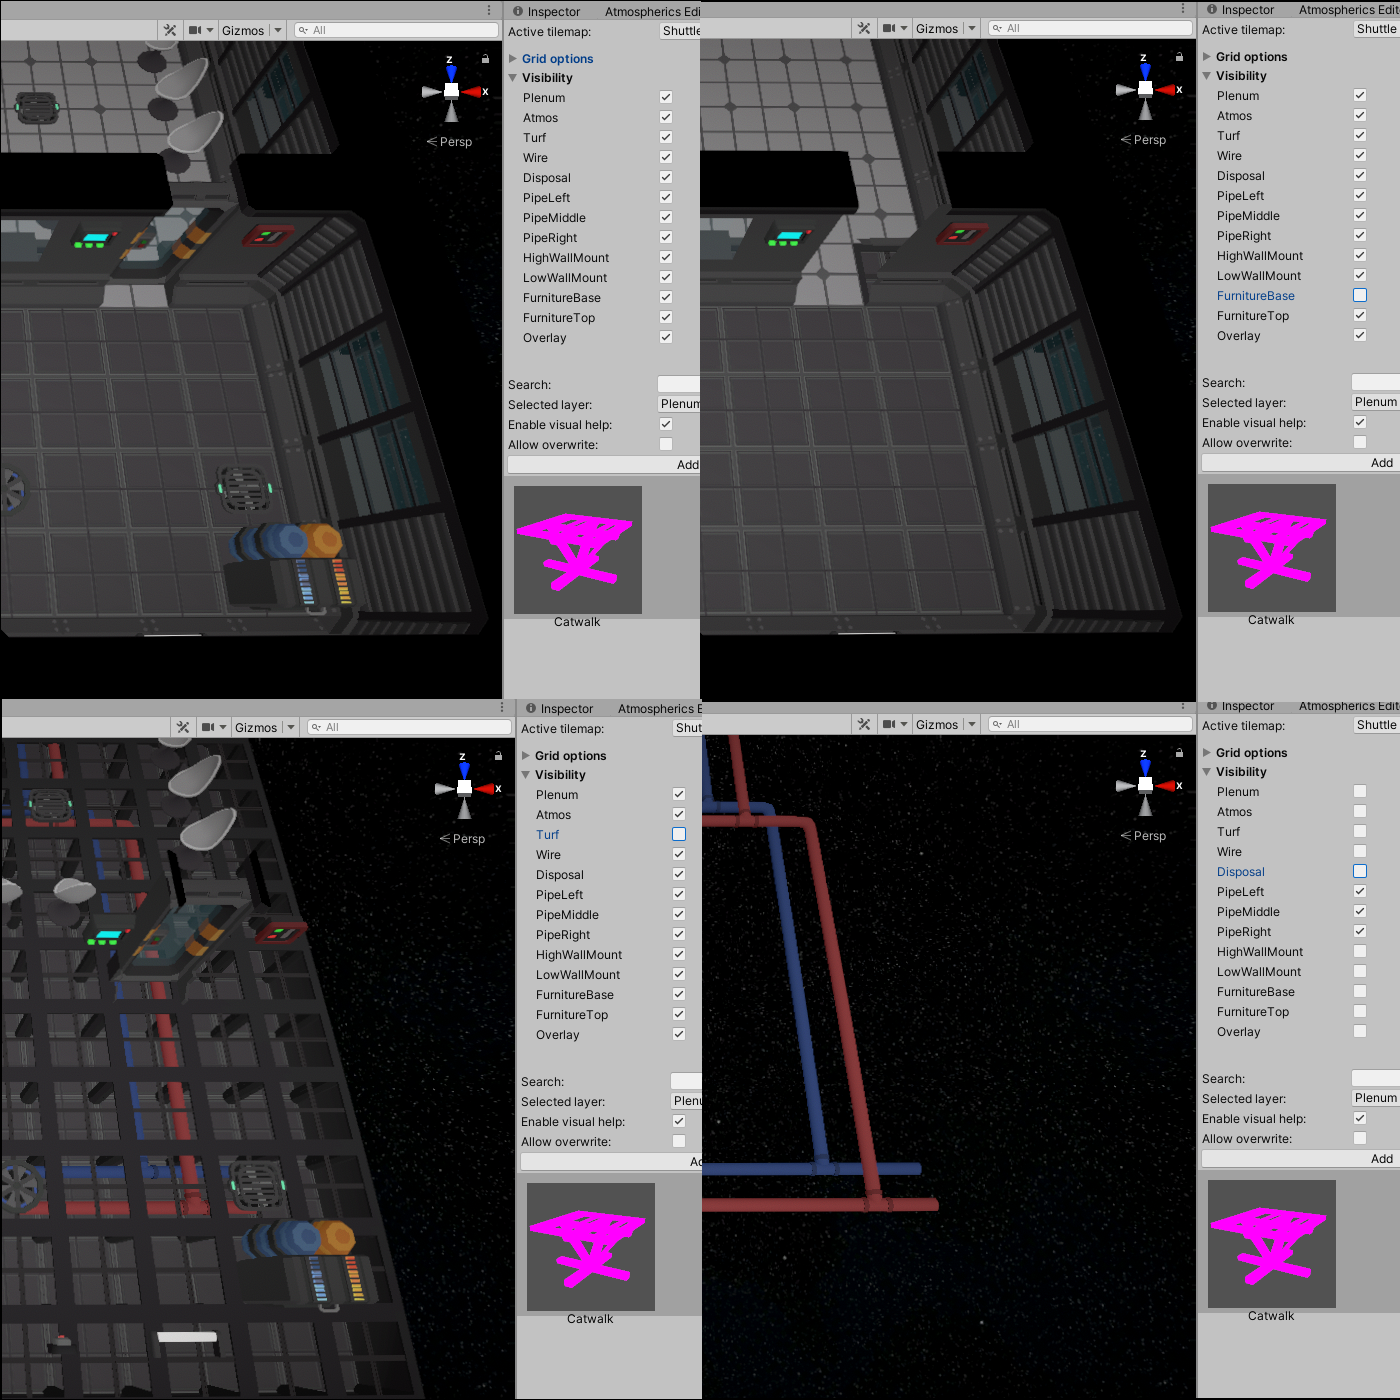 Inspector Atmospherics Edi
Gizmos All
Active tilemap: Shuttle
Grid options
Visibility
Plenum
Atmos
Turf
Wire
Disposal
PipeLeft
PipeMiddle
PipeRight
HighWallMount
LowWallMount
FurnitureBase
FurnitureTop
Overlay
Search:
Selected layer: Plenum
Enable visual help:
Allow overwrite:
Add
Catwalk
z
x
Persp
Inspector Atmospherics Edit
Gizmos All
Active tilemap: Shuttle
Grid options
Visibility
Plenum
Atmos
Turf
Wire
Disposal
PipeLeft
PipeMiddle
PipeRight
HighWallMount
LowWallMount
FurnitureBase
FurnitureTop
Overlay
Search:
Selected layer: Plenum
Enable visual help:
Allow overwrite:
Add
Catwalk
z
x
Persp
Inspector Atmospherics E
Gizmos All
Active tilemap: Shut
Grid options
Visibility
Plenum
Atmos
Turf
Wire
Disposal
PipeLeft
PipeMiddle
PipeRight
HighWallMount
LowWallMount
FurnitureBase
FurnitureTop
Overlay
Search:
Selected layer: Plenu
Enable visual help:
Allow overwrite:
Ad
Catwalk
z
x
Persp
Inspector Atmospherics Edit
Gizmos All
Active tilemap: Shuttle
Grid options
Visibility
Plenum
Atmos
Turf
Wire
Disposal
PipeLeft
PipeMiddle
PipeRight
HighWallMount
LowWallMount
FurnitureBase
FurnitureTop
Overlay
Search:
Selected layer: Plenum
Enable visual help:
Allow overwrite:
Add
Catwalk
z
x
Persp